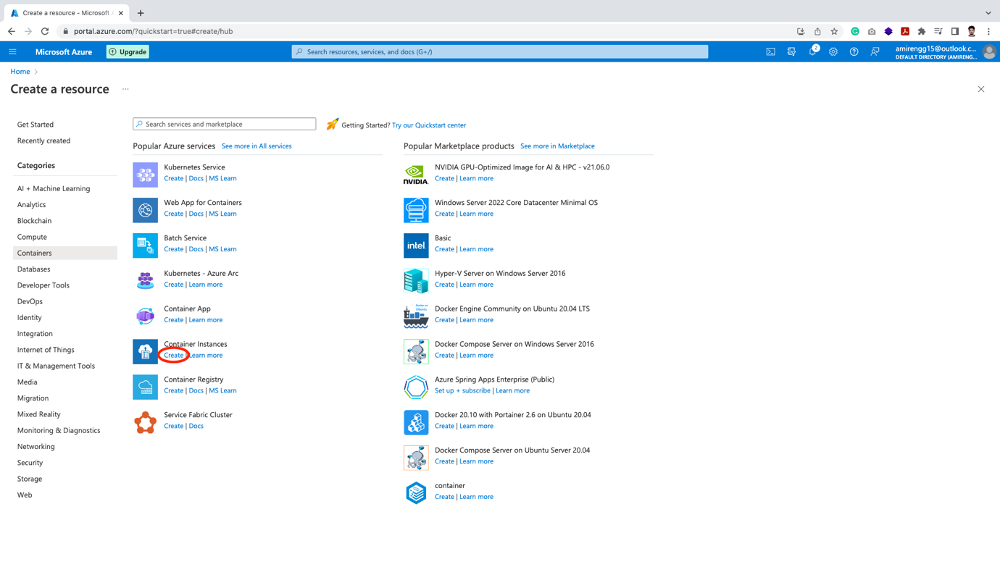 Create a resource - Microsoft A
portal.azure.com/?quickstart=true#create/hub
Microsoft Azure
Upgrade
Search resources, services, and docs (G+/)
2
amirengg15@outlook.c...
DEFAULT DIRECTORY (AMIRENG...
Home
Create a resource
...
Get Started
Recently created
Categories
AI + Machine Learning
Analytics
Blockchain
Compute
Containers
Databases
Developer Tools
DevOps
Identity
Integration
Internet of Things
IT & Management Tools
Media
Migration
Mixed Reality
Monitoring & Diagnostics
Networking
Security
Storage
Web
Search services and marketplace
Getting Started? Try our Quickstart center
Popular Azure services See more in All services
Kubernetes Service
Create | Docs | MS Learn
Web App for Containers
Create | Docs | MS Learn
Batch Service
Create | Docs | MS Learn
Kubernetes - Azure Arc
Create | Learn more
Container App
Create | Learn more
Container Instances
Create | Learn more
Container Registry
Create | Docs | MS Learn
Service Fabric Cluster
Create | Docs
Popular Marketplace products See more in Marketplace
NVIDIA.
NVIDIA GPU-Optimized Image for AI & HPC - v21.06.0
Create | Learn more
Windows Server 2022 Core Datacenter Minimal OS
Create | Learn more
intel.
Basic
Create | Learn more
Hyper-V Server on Windows Server 2016
Create | Learn more
Docker Engine Community on Ubuntu 20.04 LTS
Create | Learn more
Docker Compose Server on Windows Server 2016
Create | Learn more
Azure Spring Apps Enterprise (Public)
Set up + subscribe | Learn more
Docker 20.10 with Portainer 2.6 on Ubuntu 20.04
Create | Learn more
Docker Compose Server on Ubuntu Server 20.04
Create | Learn more
container
Create | Learn more